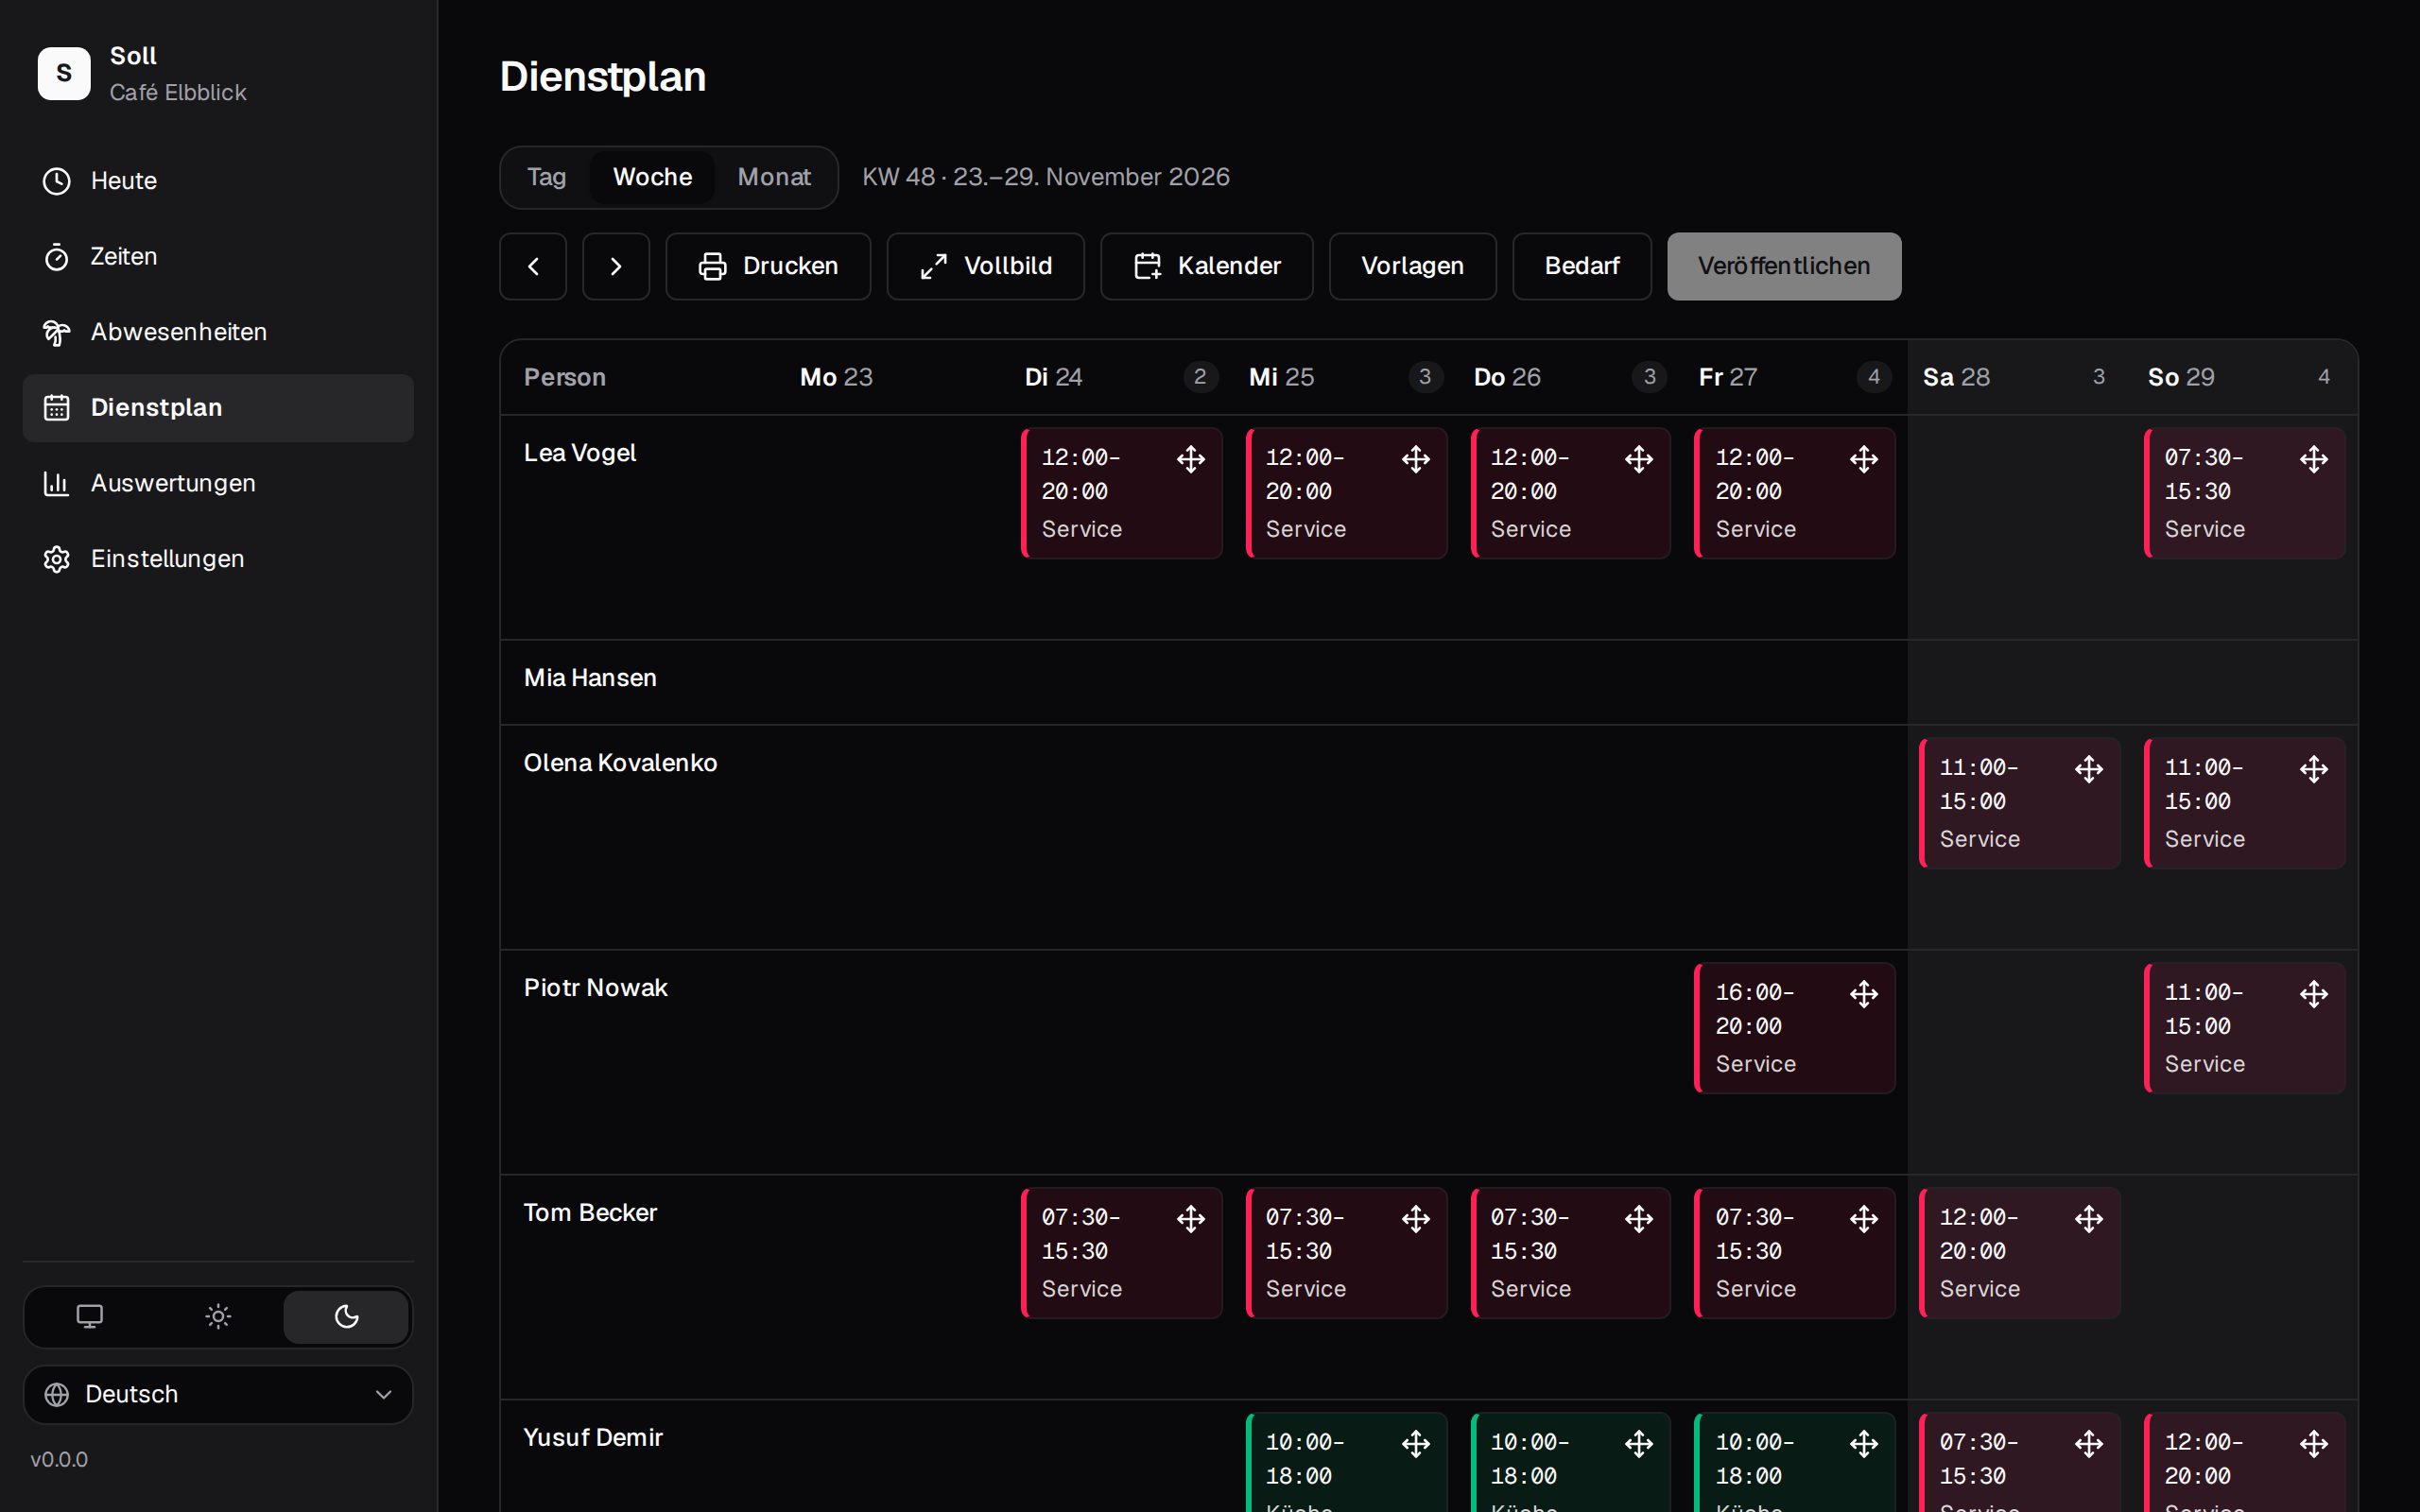 S
Soll
Café Elbblick
Heute
Zeiten
Abwesenheiten
Dienstplan
Auswertungen
Einstellungen
Deutsch
v0.0.0
Dienstplan
Tag Woche Monat KW 48 · 23.–29. November 2026
Drucken Vollbild Kalender Vorlagen Bedarf Veröffentlichen
Person Mo 23 Di 24 2 Mi 25 3 Do 26 3 Fr 27 4 Sa 28 3 So 29 4
Lea Vogel
12:00– 12:00– 12:00– 12:00– 07:30–
20:00 20:00 20:00 20:00 15:30
Service Service Service Service Service
Mia Hansen
Olena Kovalenko
11:00– 11:00–
15:00 15:00
Service Service
Piotr Nowak
16:00– 11:00–
20:00 15:00
Service Service
Tom Becker
07:30– 07:30– 07:30– 07:30– 12:00–
15:30 15:30 15:30 15:30 20:00
Service Service Service Service Service
Yusuf Demir
10:00– 10:00– 10:00– 07:30– 12:00–
18:00 18:00 18:00 15:30 20:00
Küche Küche Küche Service Service